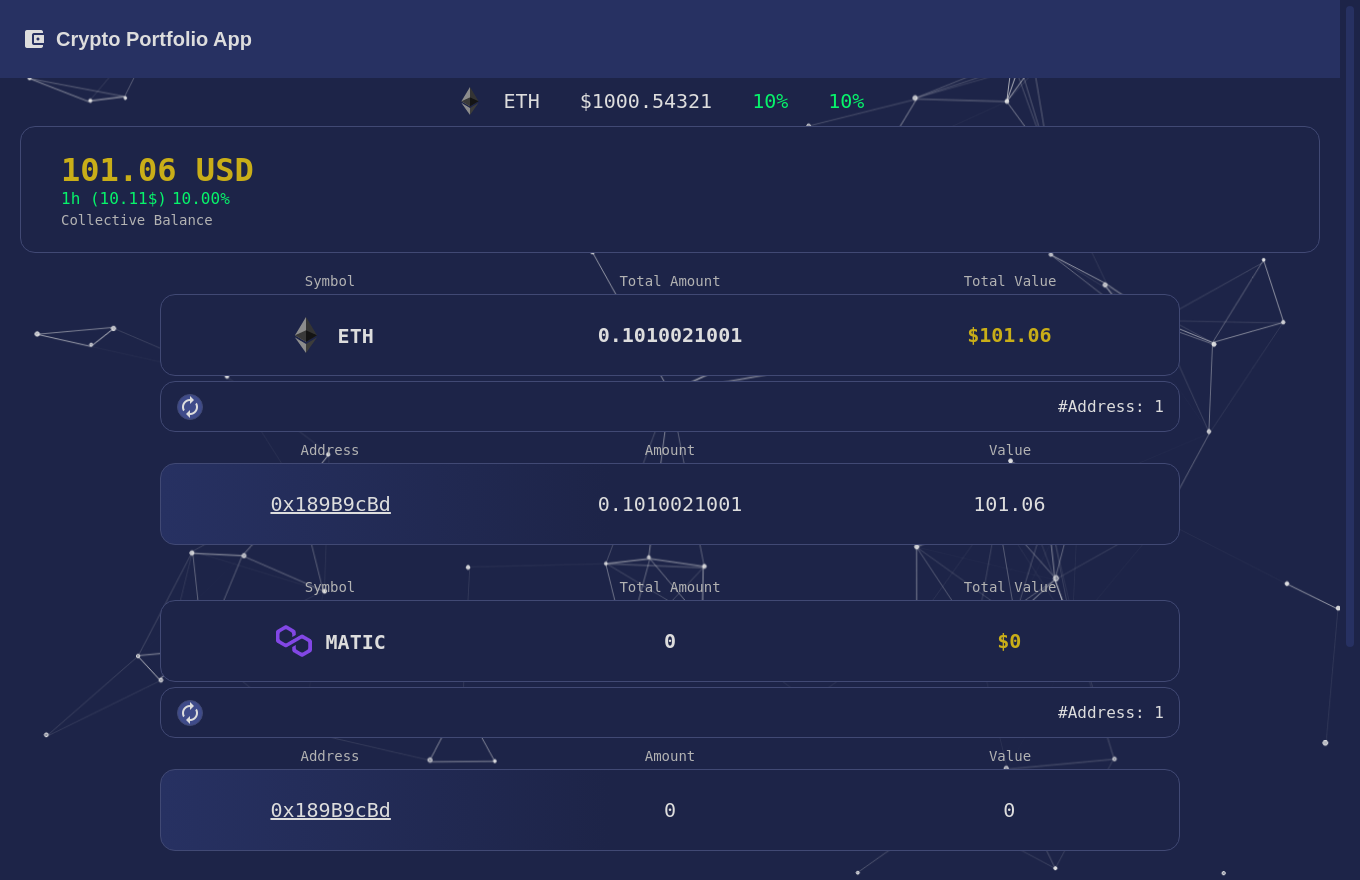 Crypto Portfolio App
ETH $1000.54321 10% 10%
101.06 USD
1h (10.11$) 10.00%
Collective Balance
Symbol Total Amount Total Value
ETH 0.1010021001 $101.06
#Address: 1
Address Amount Value
0x189B9cBd 0.1010021001 101.06
Symbol Total Amount Total Value
MATIC 0 $0
#Address: 1
Address Amount Value
0x189B9cBd 0 0